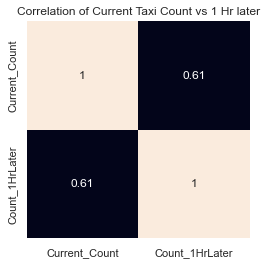 Correlation of Current Taxi Count vs 1 Hr later
Current_Count
1
0.61
Count_1HrLater
0.61
1
Current_Count
Count_1HrLater